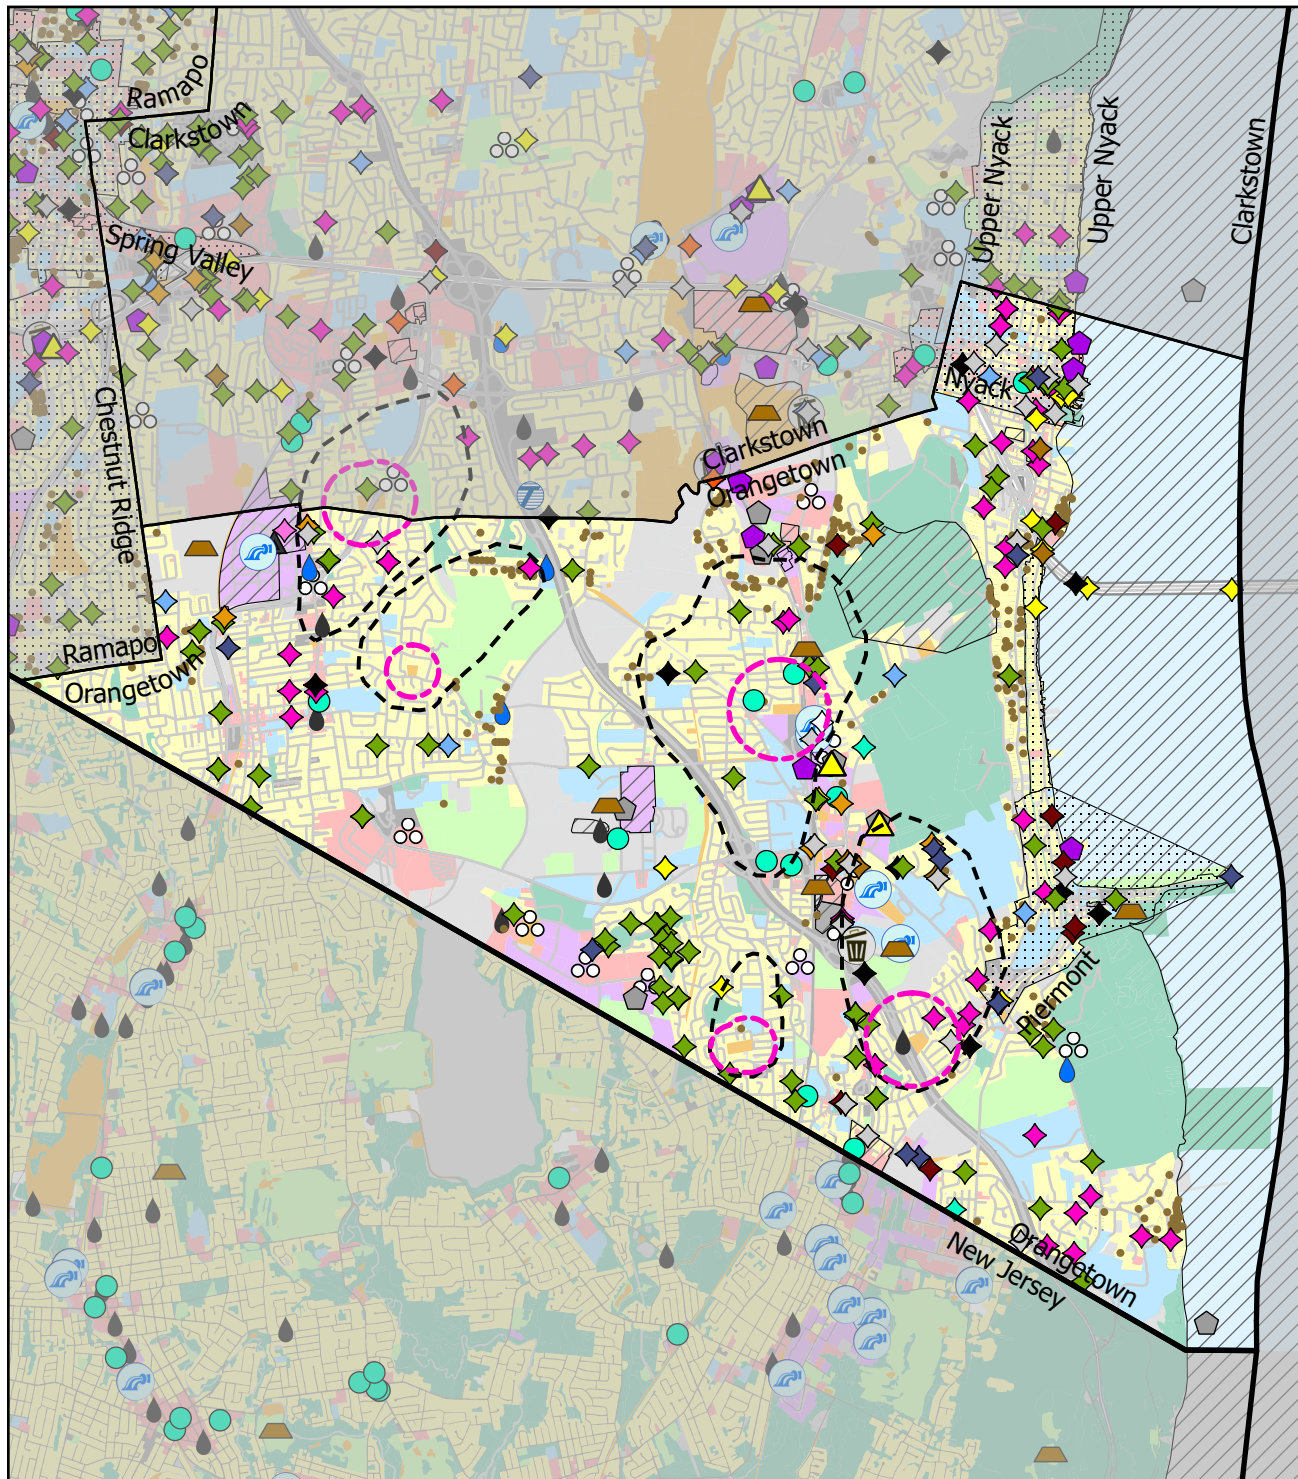 Ramapo
Clarkstown
Spring Valley
Upper Nyack
Upper Nyack
Clarkstown
Nyack
Chestnut Ridge
Clarkstown
Orangetown
Ramapo
Orangetown
Piermont
Orangetown
New Jersey